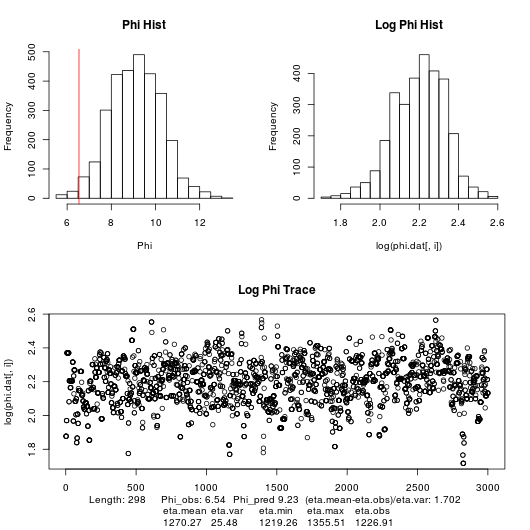 Phi Hist
Log Phi Hist
Frequency
0 100 200 300 400 500
6 8 10 12
Phi
Frequency
0 100 200 300 400
1.8 2.0 2.2 2.4 2.6
log(phi.dat[, i])
Log Phi Trace
log(phi.dat[, i])
1.8 2.0 2.2 2.4 2.6
0 500 1000 1500 2000 2500 3000
Length: 298 Phi_obs: 6.54 Phi_pred 9.23 (eta.mean-eta.obs)/eta.var: 1.702
eta.mean eta.var eta.min eta.max eta.obs
1270.27 25.48 1219.26 1355.51 1226.91